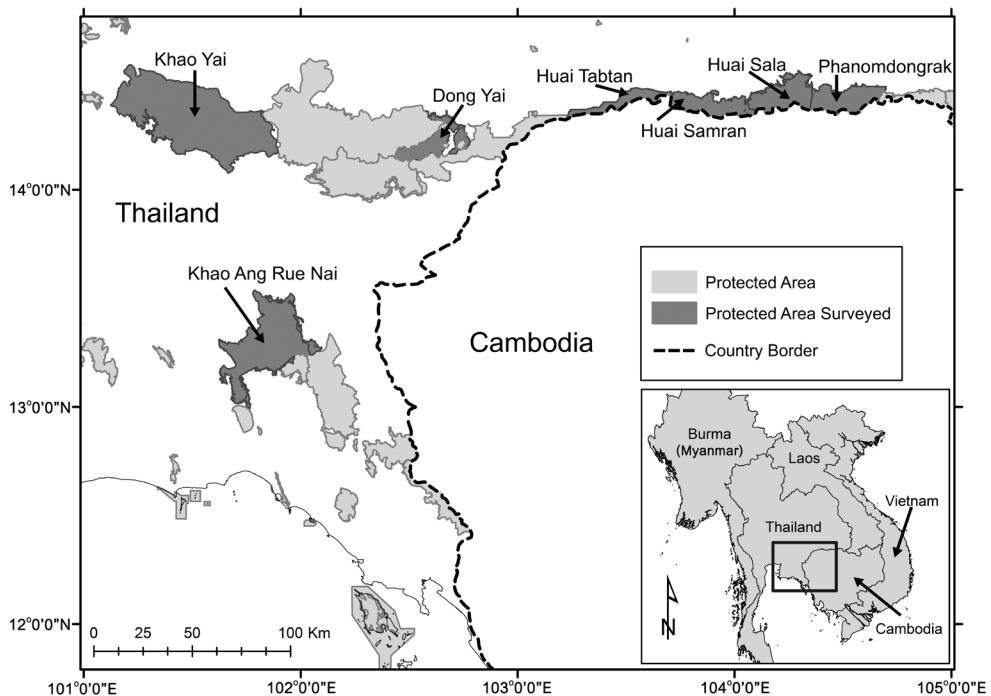 Khao Yai
Dong Yai
Huai Tabtan
Huai Sala
Phanomdongrak
Huai Samran
14°0'0"N
Thailand
Khao Ang Rue Nai
Cambodia
Protected Area
Protected Area Surveyed
Country Border
13°0'0"N
Burma
(Myanmar)
Laos
Vietnam
Thailand
Cambodia
N
12°0'0"N
0 25 50 100 Km
101°0'0"E 102°0'0"E 103°0'0"E 104°0'0"E 105°0'0"E